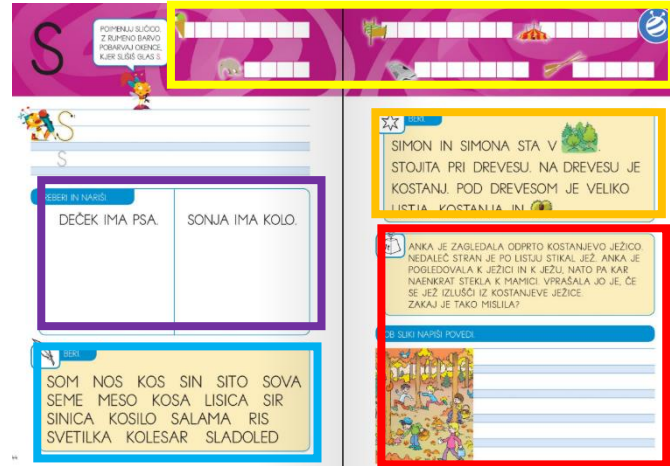 S
POIMENUJ SLIČICO.
Z RUMENO BARVO
POBARVAJ OKENCE,
KJER SLIŠIŠ GLAS S.
S
S
PREBERI IN NARIŠI.
DEČEK IMA PSA.
SONJA IMA KOLO.
BERI.
SOM NOS KOS SIN SITO SOVA
SEME MESO KOSA LISICA SIR
SINICA KOSILO SALAMA RIS
SVETILKA KOLESAR SLADOLED
BERI.
SIMON IN SIMONA STA V
STOJITA PRI DREVESU. NA DREVESU JE
KOSTANJ. POD DREVESOM JE VELIKO
LISTJA, KOSTANJA IN
ANKA JE ZAGLEDALA ODPRTO KOSTANJEVO JEŽICO.
NEDALEČ STRAN JE PO LISTJU STIKAL JEŽ. ANKA JE
POGLEDOVALA K JEŽICI IN K JEŽU, NATO PA KAR
NAENKRAT STEKLA K MAMICI. VPRAŠALA JO JE, ČE
SE JEŽ IZLUŠČI IZ KOSTANJEVE JEŽICE.
ZAKAJ JE TAKO MISLILA?
OB SLIKI NAPIŠI POVEDI.